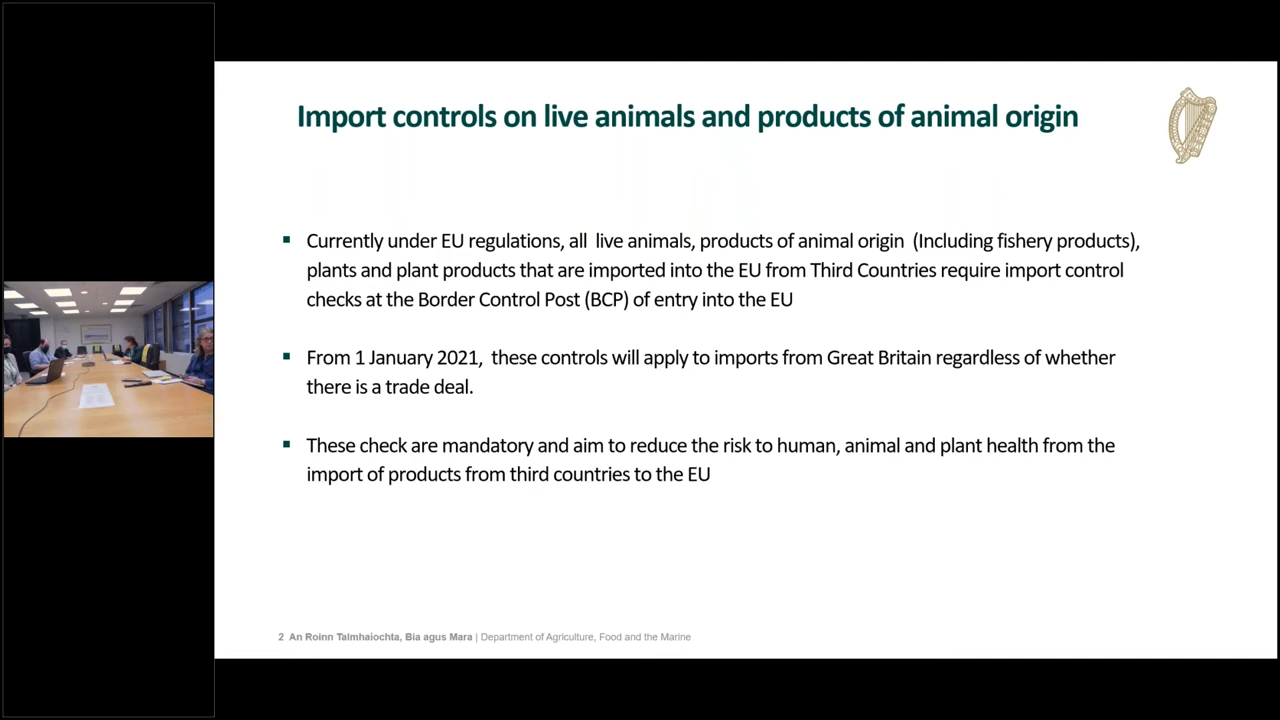 Import controls on live animals and products of animal origin
▪ Currently under EU regulations, all live animals, products of animal origin (Including fishery products),
plants and plant products that are imported into the EU from Third Countries require import control
checks at the Border Control Post (BCP) of entry into the EU
▪ From 1 January 2021, these controls will apply to imports from Great Britain regardless of whether
there is a trade deal.
▪ These check are mandatory and aim to reduce the risk to human, animal and plant health from the
import of products from third countries to the EU
2 An Roinn Talmhaiochta, Bia agus Mara | Department of Agriculture, Food and the Marine